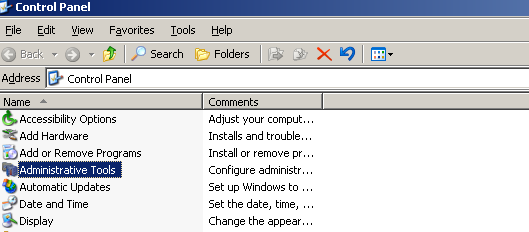 Control Panel
File Edit View Favorites Tools Help
Back Search Folders
Address Control Panel
Name Comments
Accessibility Options Adjust your comput...
Add Hardware Installs and trouble...
Add or Remove Programs Install or remove pr...
Administrative Tools Configure administr...
Automatic Updates Set up Windows to ...
Date and Time Set the date, time, ...
Display Change the appear...